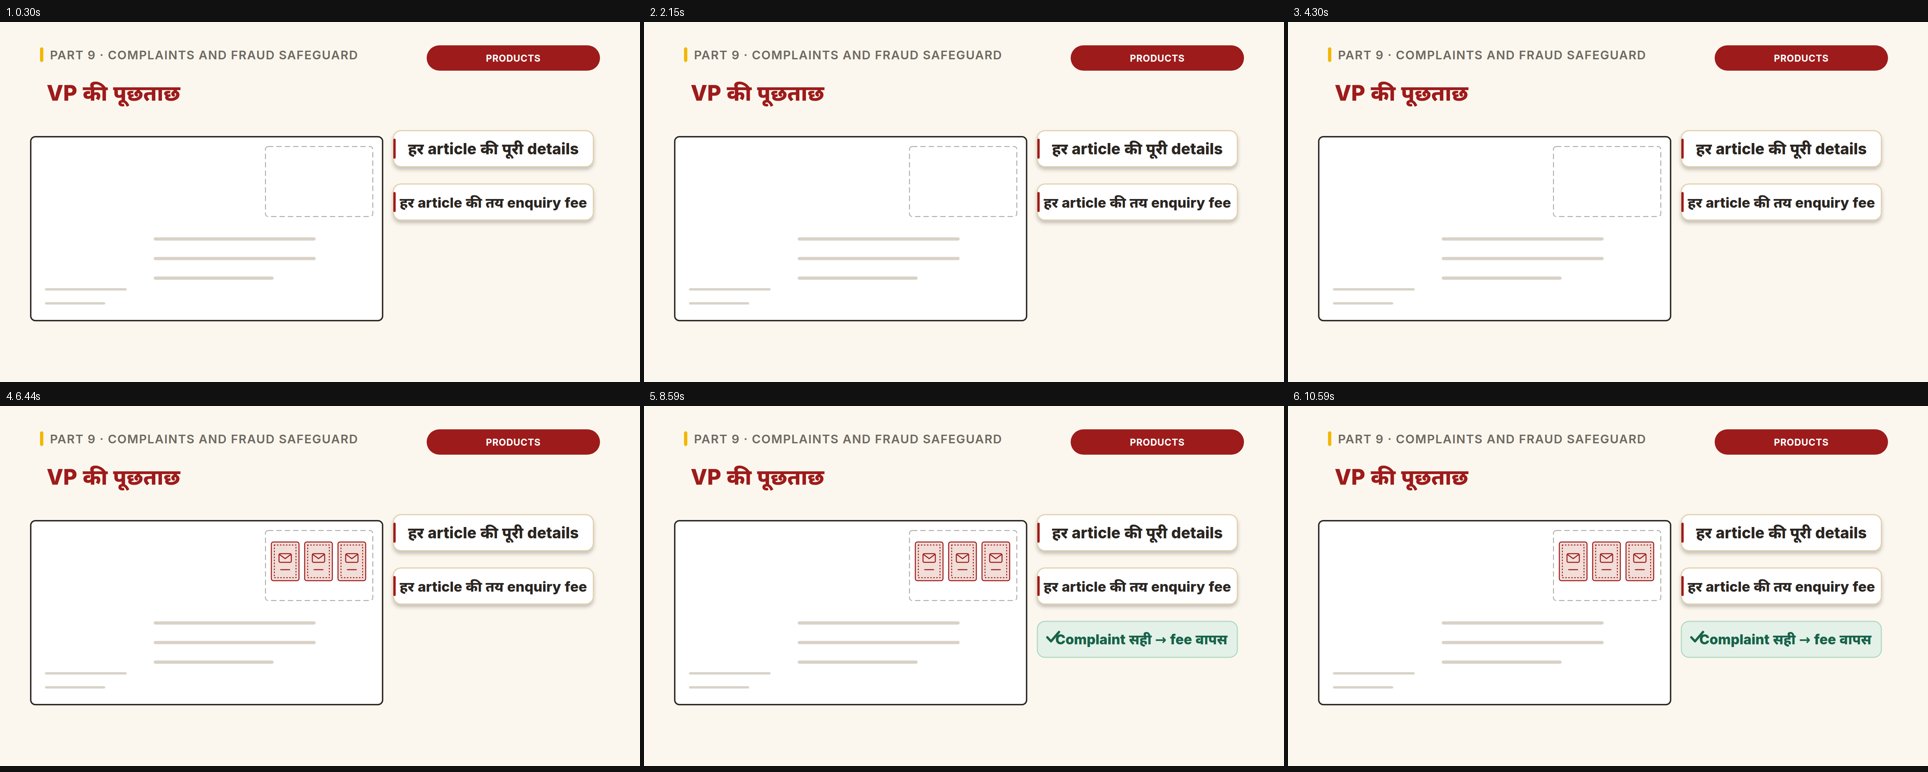 1. 0.30s
PART 9 · COMPLAINTS AND FRAUD SAFEGUARD
PRODUCTS
VP की पूछताछ
हर article की पूरी details
हर article की तय enquiry fee
2. 2.15s
PART 9 · COMPLAINTS AND FRAUD SAFEGUARD
PRODUCTS
VP की पूछताछ
हर article की पूरी details
हर article की तय enquiry fee
3. 4.30s
PART 9 · COMPLAINTS AND FRAUD SAFEGUARD
PRODUCTS
VP की पूछताछ
हर article की पूरी details
हर article की तय enquiry fee
4. 6.44s
PART 9 · COMPLAINTS AND FRAUD SAFEGUARD
PRODUCTS
VP की पूछताछ
हर article की पूरी details
हर article की तय enquiry fee
5. 8.59s
PART 9 · COMPLAINTS AND FRAUD SAFEGUARD
PRODUCTS
VP की पूछताछ
हर article की पूरी details
हर article की तय enquiry fee
✓Complaint सही → fee वापस
6. 10.59s
PART 9 · COMPLAINTS AND FRAUD SAFEGUARD
PRODUCTS
VP की पूछताछ
हर article की पूरी details
हर article की तय enquiry fee
✓Complaint सही → fee वापस